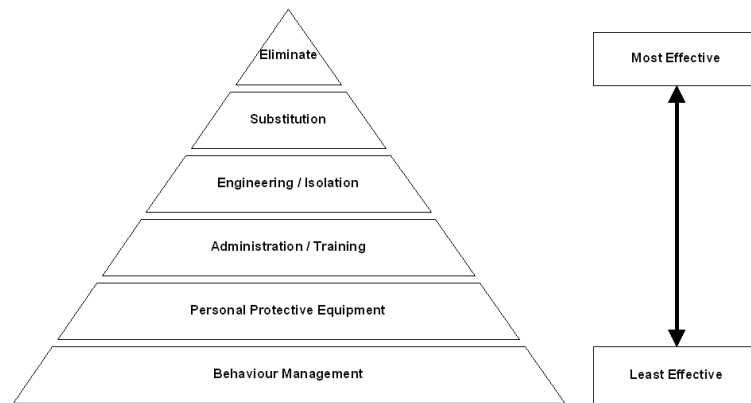 Eliminate
Most Effective
Substitution
Engineering / Isolation
Administration / Training
Personal Protective Equipment
Behaviour Management
Least Effective